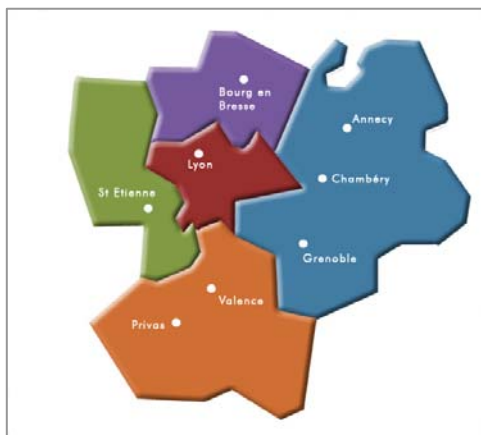 Bourg en
Bresse
Annecy
Lyon
Chambéry
St Etienne
Grenoble
Valence
Privas